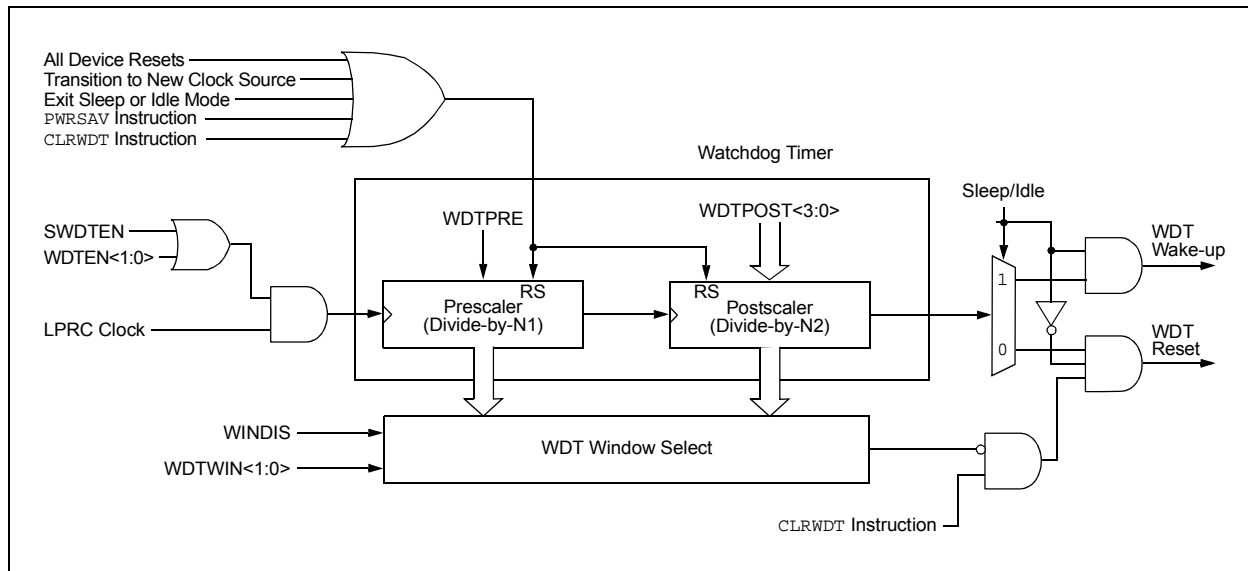 All Device Resets
Transition to New Clock Source
Exit Sleep or Idle Mode
PWRSAV Instruction
CLRWDT Instruction
Watchdog Timer
Sleep/Idle
SWDTEN
WDTEN<1:0>
WDTPRE
WDTPOST<3:0>
WDT
Wake-up
RS
RS
1
Prescaler
(Divide-by-N1)
Postscaler
(Divide-by-N2)
LPRC Clock
WDT
Reset
0
WINDIS
WDT Window Select
WDTWIN<1:0>
CLRWDT Instruction